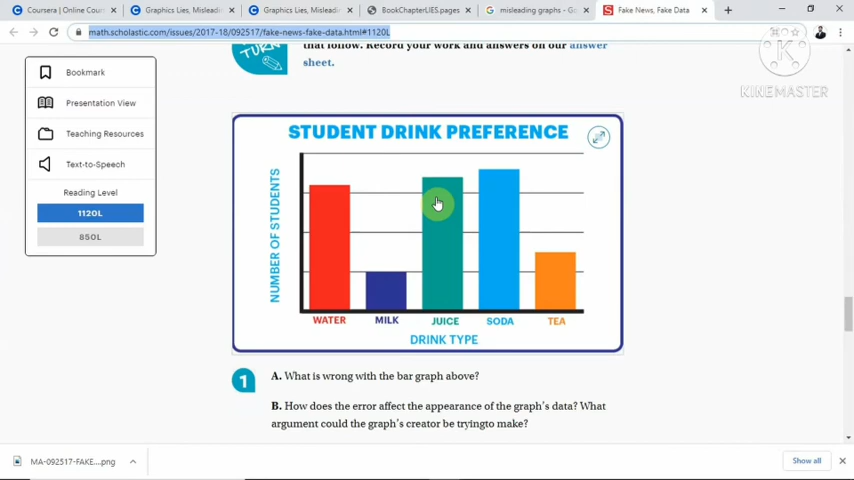 Coursera | Online Cour
Graphics Lies, Misleadi
Graphics Lies, Misleadi
BookChapterLIES.pages
misleading graphs - Go
Fake News, Fake Data
math.scholastic.com/issues/2017-18/092517/fake-news-fake-data.html#1120L
TURN
that follow. Record your work and answers on our answer
sheet.
K
KINEMASTER
Bookmark
Presentation View
Teaching Resources
Text-to-Speech
Reading Level
1120L
850L
STUDENT DRINK PREFERENCE
NUMBER OF STUDENTS
WATER MILK JUICE SODA TEA
DRINK TYPE
1
A. What is wrong with the bar graph above?
B. How does the error affect the appearance of the graph's data? What
argument could the graph's creator be tryingto make?
MA-092517-FAKE....png
Show all